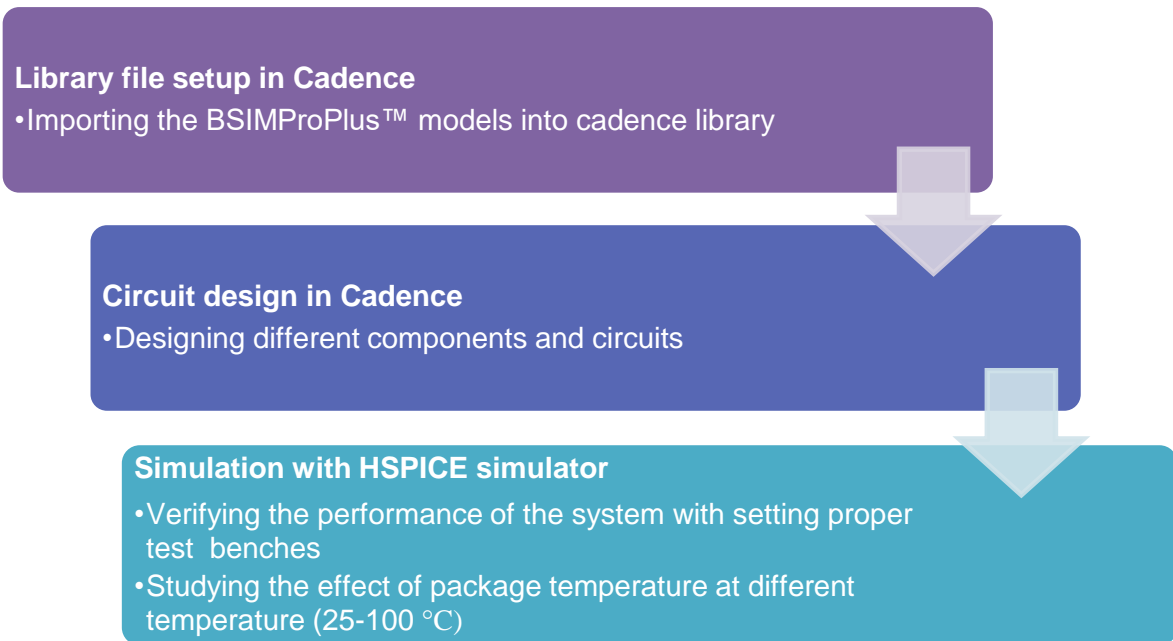 Library file setup in Cadence
•Importing the BSIMProPlus™ models into cadence library
Circuit design in Cadence
•Designing different components and circuits
Simulation with HSPICE simulator
•Verifying the performance of the system with setting proper
test benches
•Studying the effect of package temperature at different
temperature (25-100 °C)